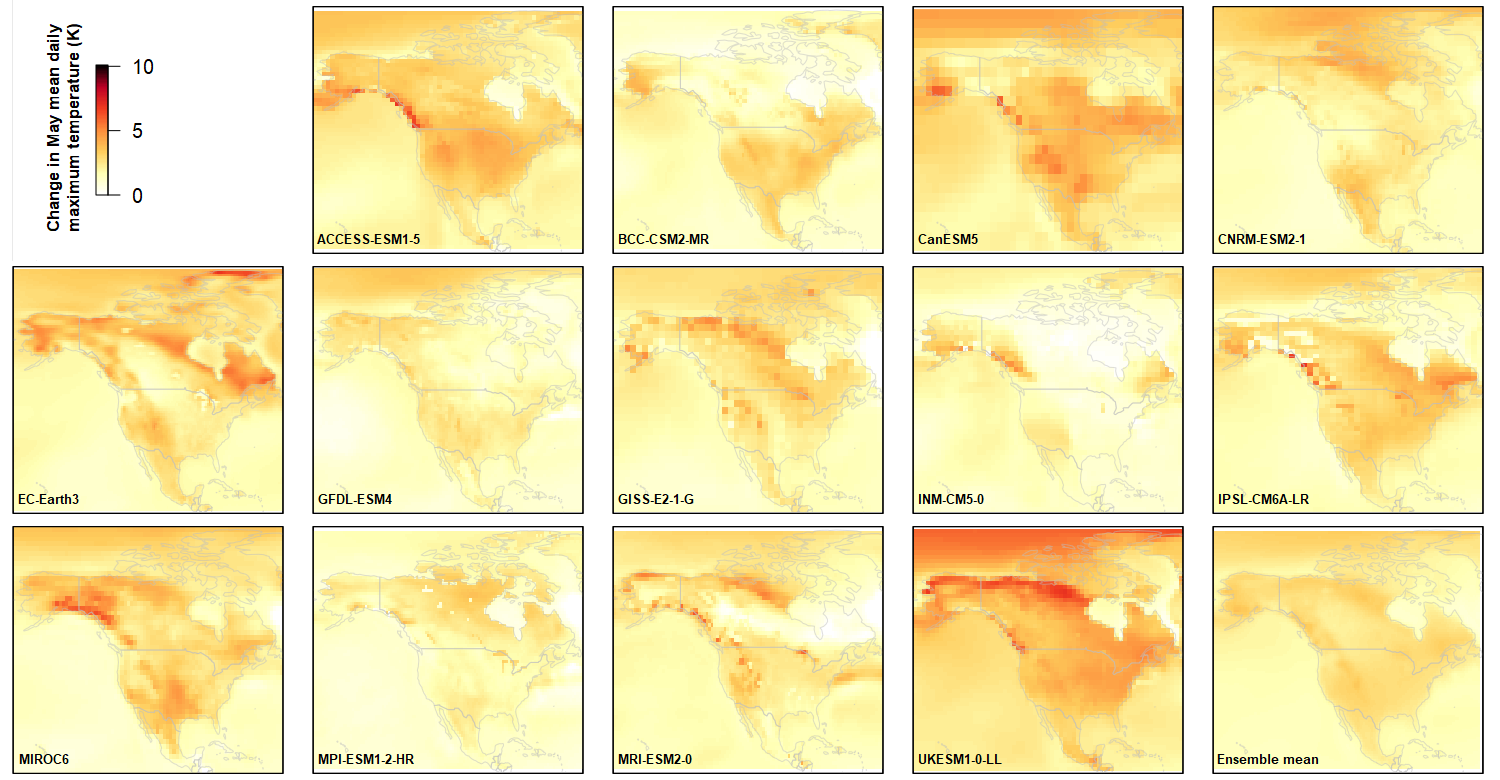 Change in May mean daily
maximum temperature (K)
10
5
0
ACCESS-ESM1-5
BCC-CSM2-MR
CanESM5
CNRM-ESM2-1
EC-Earth3
GFDL-ESM4
GISS-E2-1-G
INM-CM5-0
IPSL-CM6A-LR
MIROC6
MPI-ESM1-2-HR
MRI-ESM2-0
UKESM1-0-LL
Ensemble mean